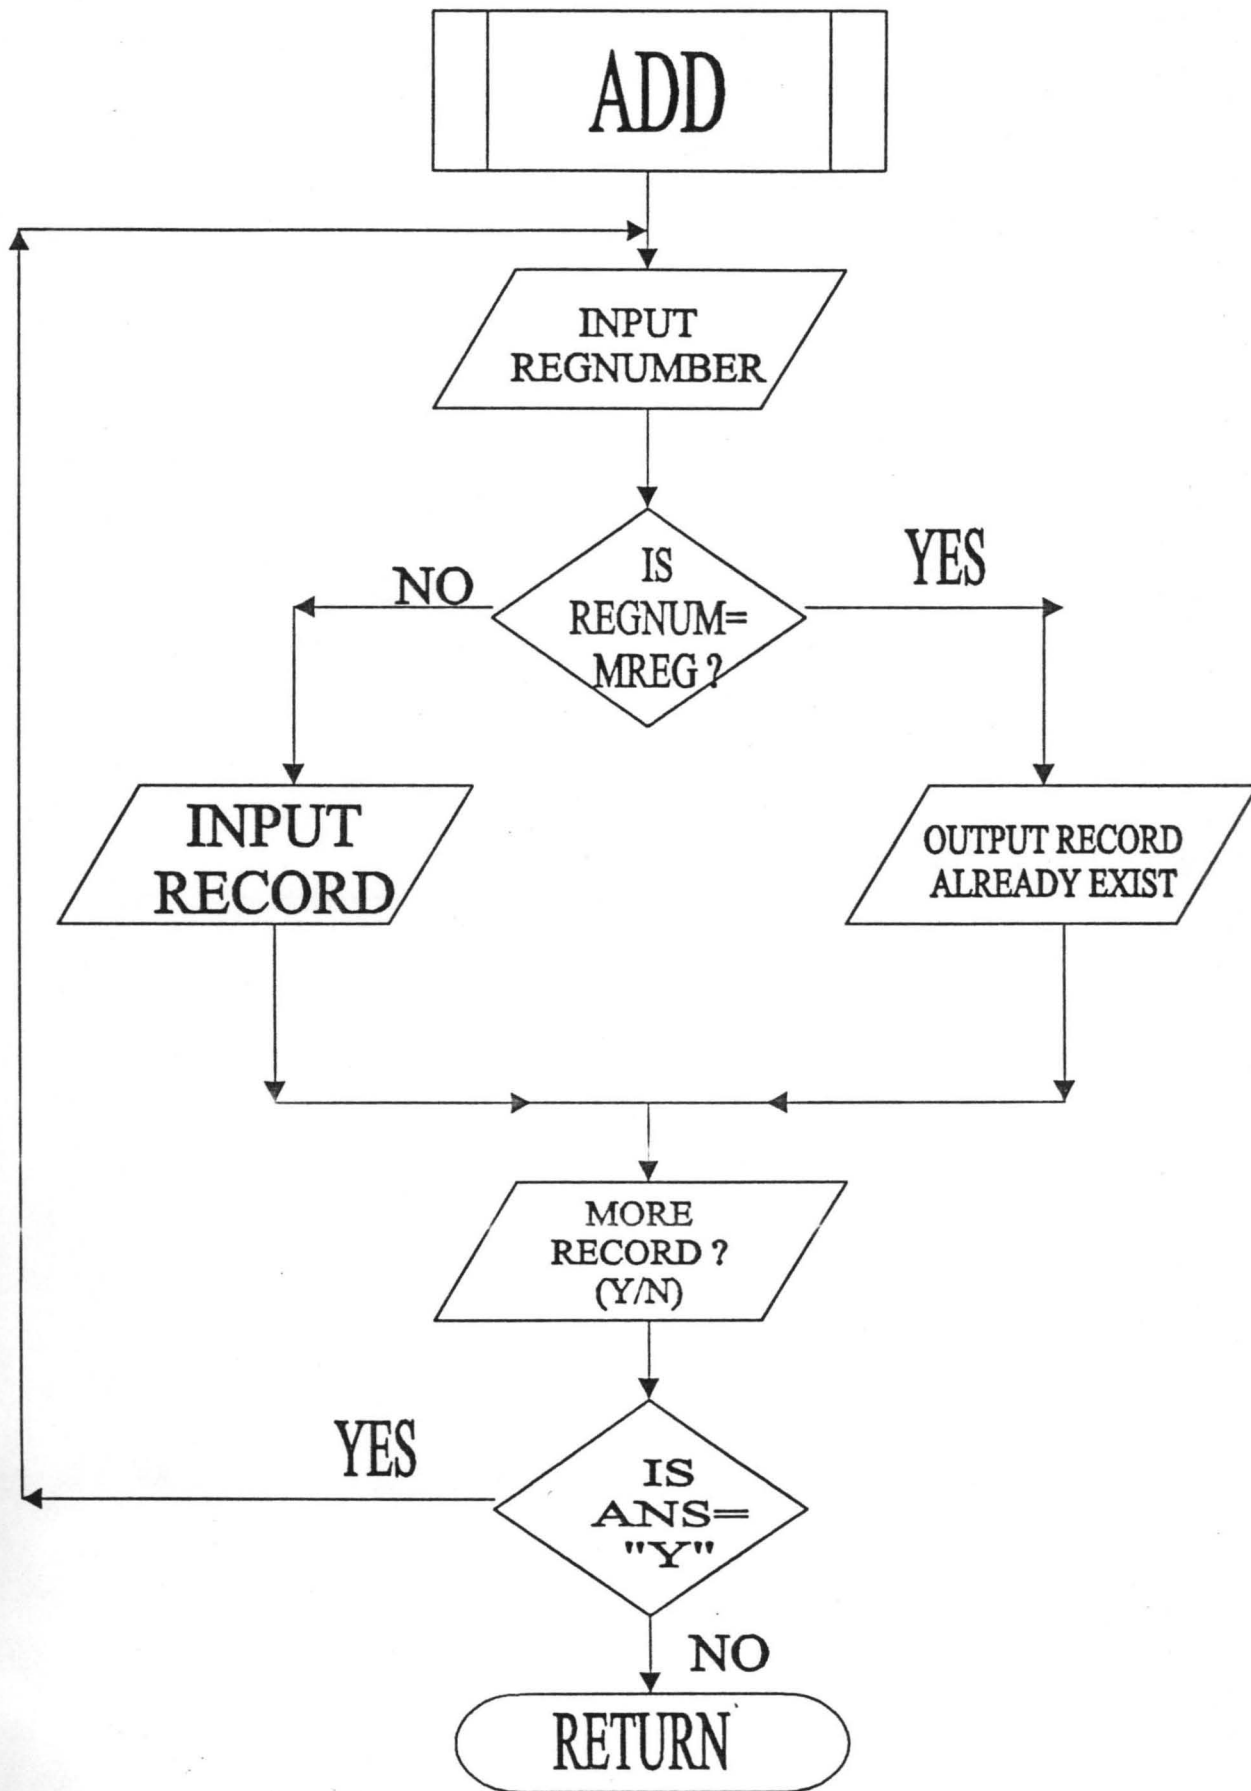 ADD
INPUT
REGNUMBER
NO
IS
REGNUM=
MREG ?
YES
INPUT
RECORD
OUTPUT RECORD
ALREADY EXIST
MORE
RECORD ?
(Y/N)
YES
IS
ANS=
"Y"
NO
RETURN